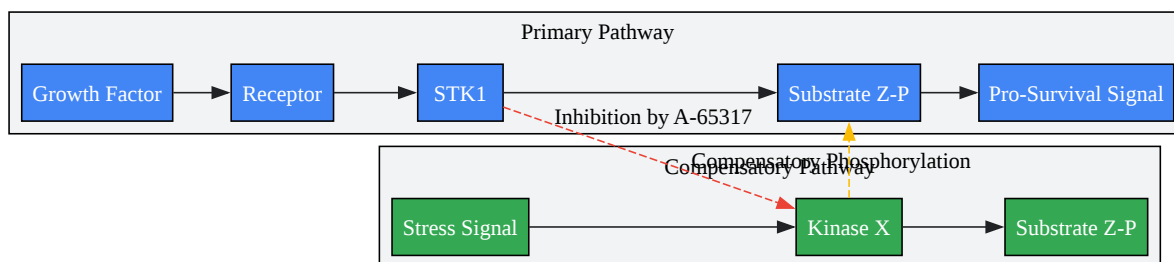 Primary Pathway
Growth Factor
Receptor
STK1
Substrate Z-P
Pro-Survival Signal
Inhibition by A-65317
Compensatory Phosphorylation
Compensatory Pathway
Stress Signal
Kinase X
Substrate Z-P